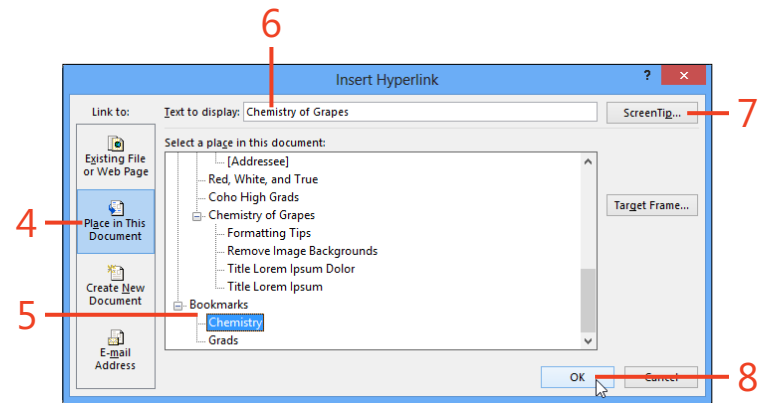 6
Insert Hyperlink
?
Link to:
Text to display: Chemistry of Grapes
ScreenTip...
7
Select a place in this document:
Existing File
or Web Page
[Addressee]
Red, White, and True
Coho High Grads
Chemistry of Grapes
Target Frame...
4
Place in This
Document
Formatting Tips
Remove Image Backgrounds
Title Lorem Ipsum Dolor
Title Lorem Ipsum
Create New
Document
Bookmarks
5
Chemistry
Grads
E-mail
Address
OK
Cancel
8